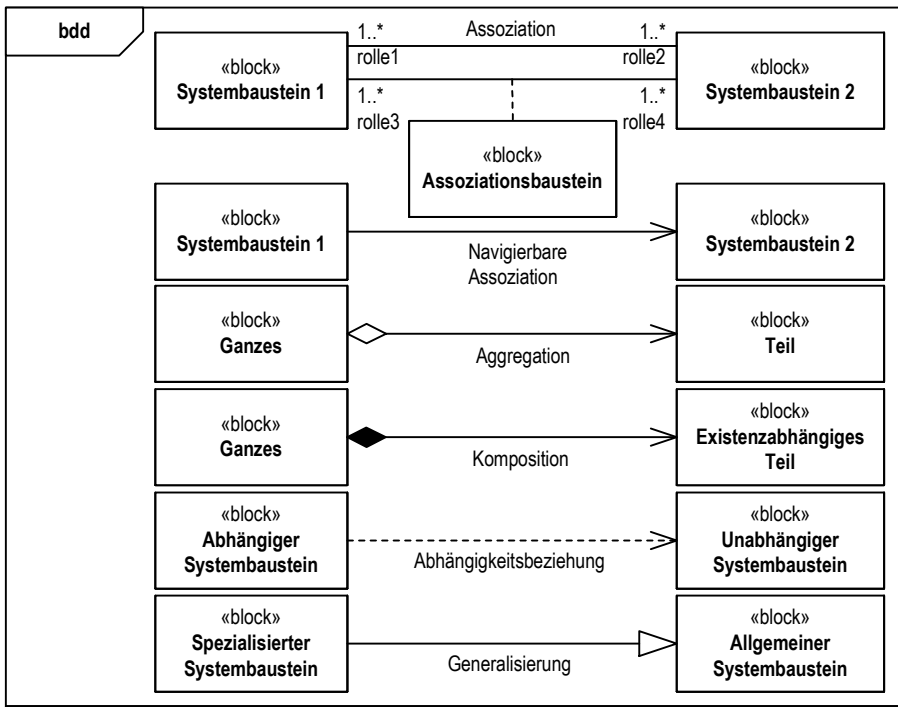 bdd
1..*
Assoziation
1..*
«block»
Systembaustein 1
rolle1
rolle2
«block»
Systembaustein 2
1..*
rolle3
1..*
rolle4
«block»
Assoziationsbaustein
«block»
Systembaustein 1
Navigierbare
Assoziation
«block»
Systembaustein 2
«block»
Ganzes
Aggregation
«block»
Teil
«block»
Ganzes
Komposition
«block»
Existenzabhängiges
Teil
«block»
Abhängiger
Systembaustein
Abhängigkeitsbeziehung
«block»
Unabhängiger
Systembaustein
«block»
Spezialisierter
Systembaustein
Generalisierung
«block»
Allgemeiner
Systembaustein